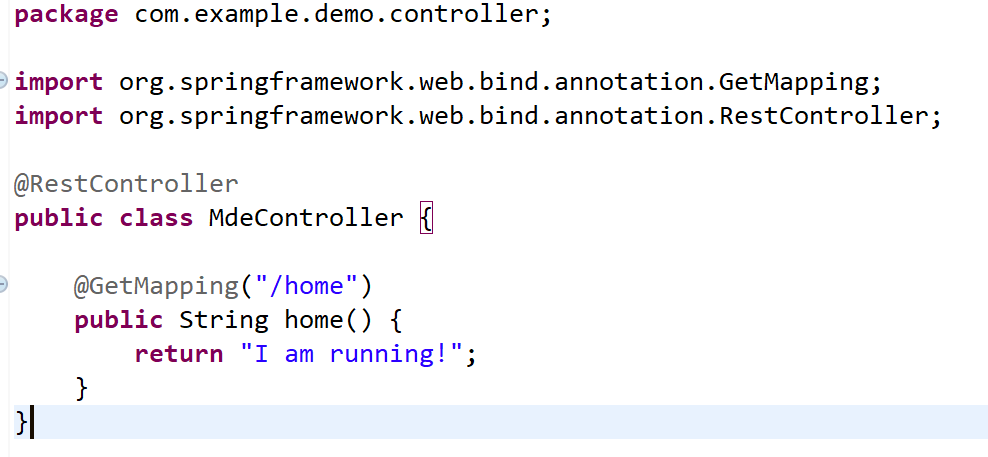 package com.example.demo.controller;
import org.springframework.web.bind.annotation.GetMapping;
import org.springframework.web.bind.annotation.RestController;
@RestController
public class MdeController {
@GetMapping("/home")
public String home() {
return "I am running!";
}
}